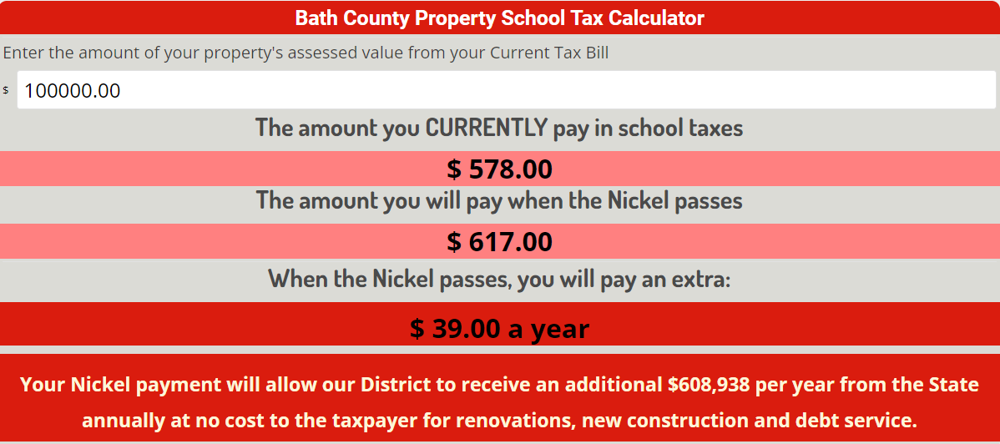 Bath County Property School Tax Calculator
Enter the amount of your property's assessed value from your Current Tax Bill
$ 100000.00
The amount you CURRENTLY pay in school taxes
$ 578.00
The amount you will pay when the Nickel passes
$ 617.00
When the Nickel passes, you will pay an extra:
$ 39.00 a year
Your Nickel payment will allow our District to receive an additional $608,938 per year from the State
annually at no cost to the taxpayer for renovations, new construction and debt service.